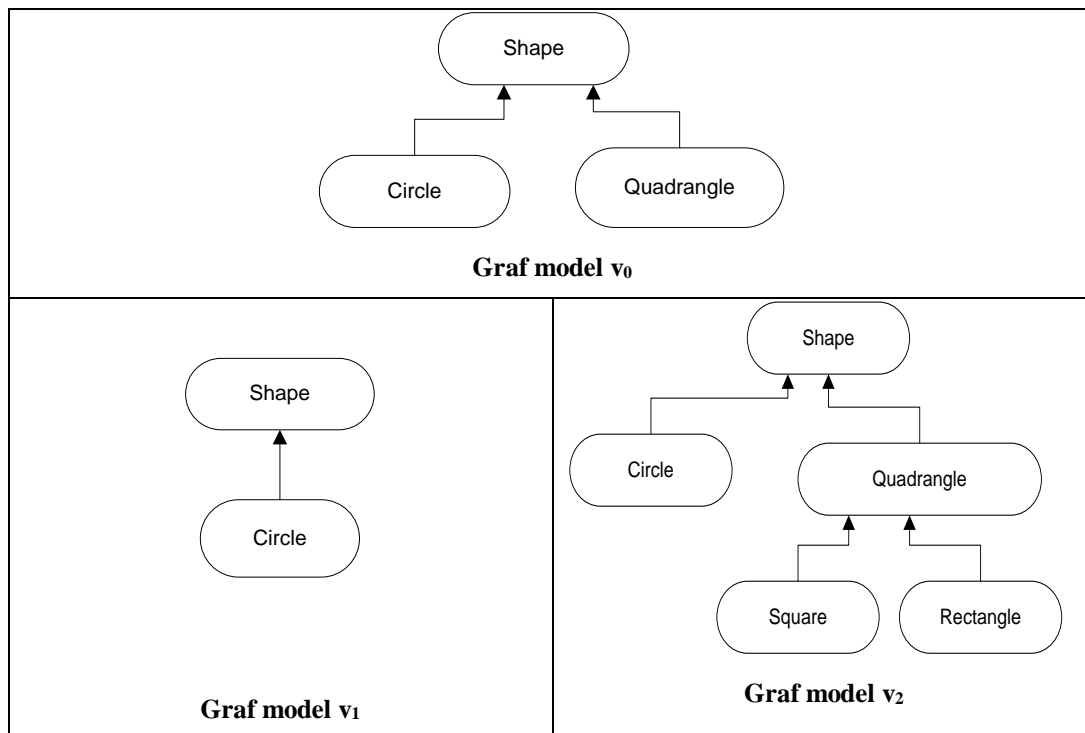 Shape
Circle Quadrangle
Graf model v₀
Shape
Circle
Graf model v₁
Shape
Circle Quadrangle
Square Rectangle
Graf model v₂